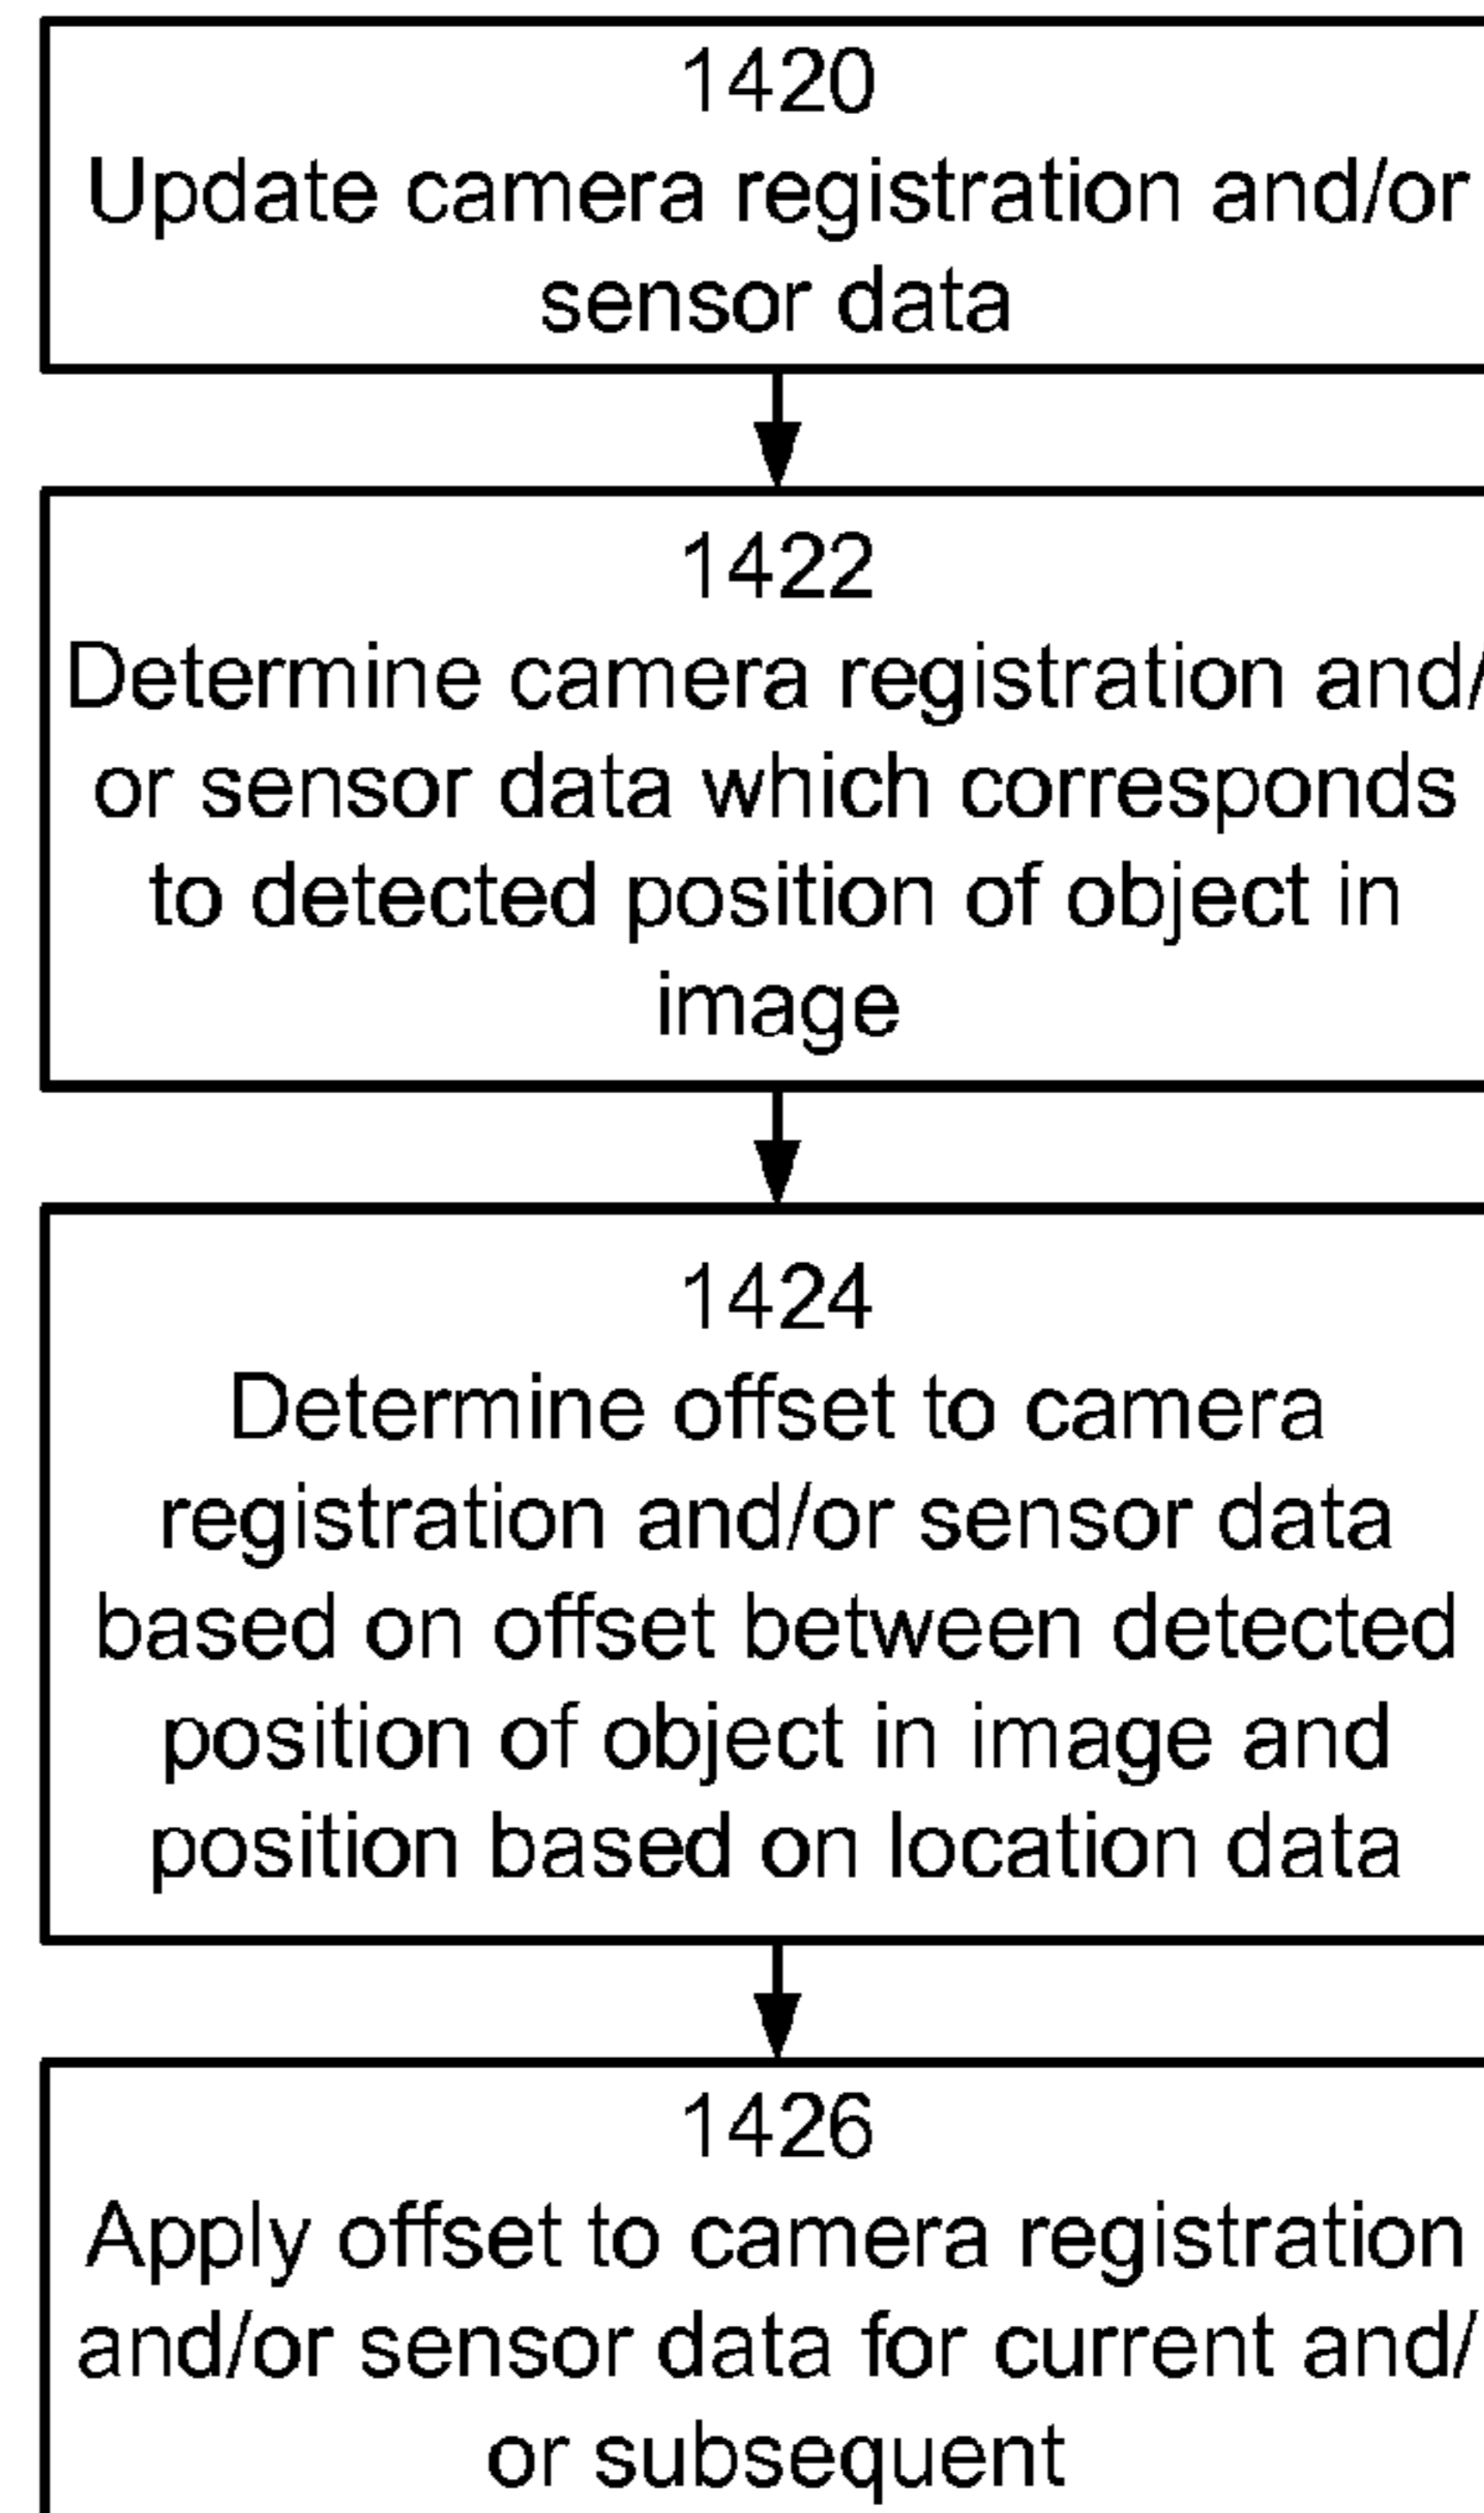 1420
Update camera registration and/or
sensor data
1422
Determine camera registration and/
or sensor data which corresponds
to detected position of object in
image
1424
Determine offset to camera
registration and/or sensor data
based on offset between detected
position of object in image and
position based on location data
1426
Apply offset to camera registration
and/or sensor data for current and/
or subsequent